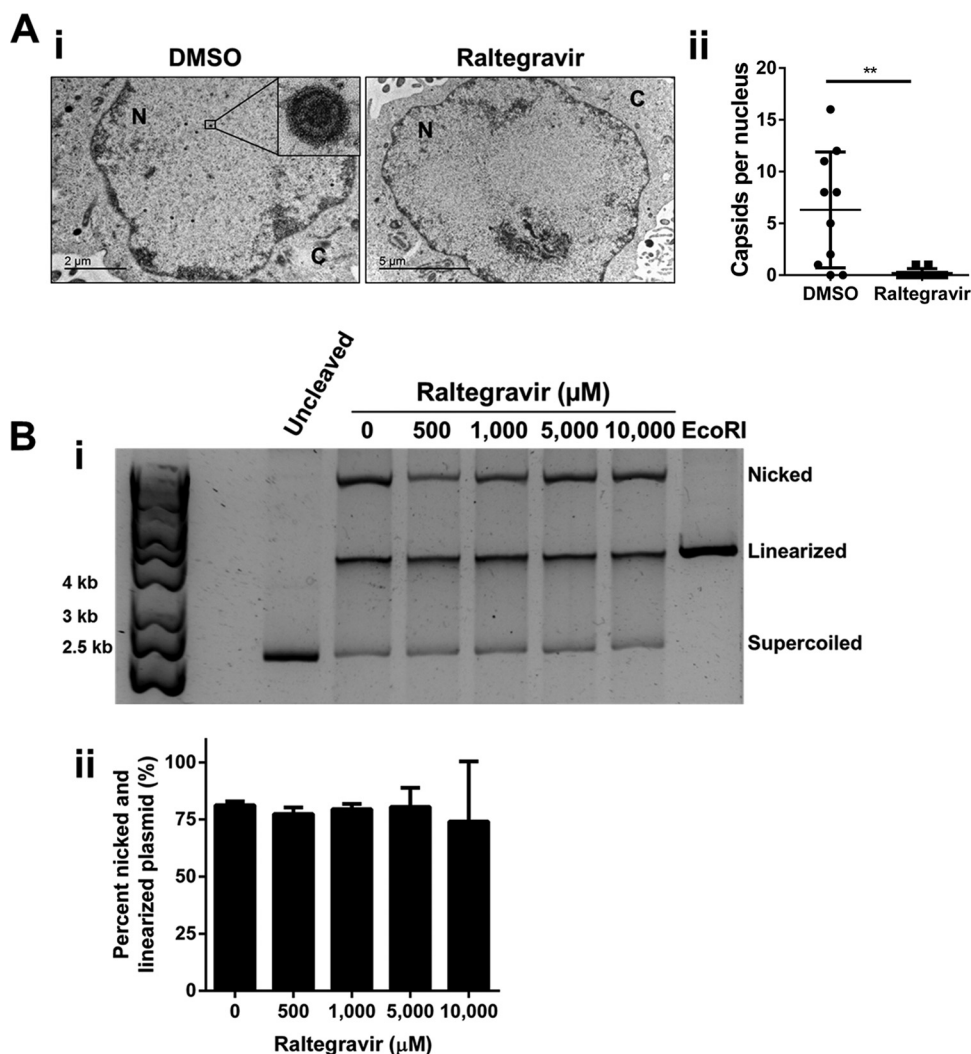 A
i
DMSO
Raltegravir
N
C
2 µm
N
C
5 µm
ii
Capsids per nucleus
20
15
10
5
0
**
DMSO Raltegravir
B
i
Uncleaved
Raltegravir (µM)
0 500 1,000 5,000 10,000 EcoRI
Nicked
Linearized
Supercoiled
4 kb
3 kb
2.5 kb
ii
Percent nicked and
linearized plasmid (%)
100
75
50
25
0
0 500 1,000 5,000 10,000
Raltegravir (µM)